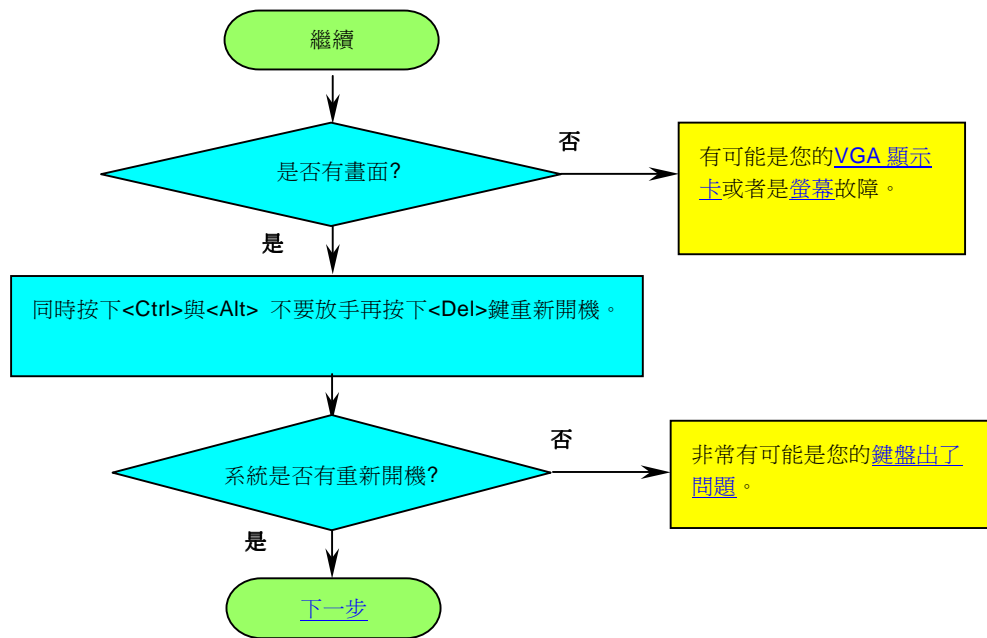 繼續
是否有畫面?
否
有可能是您的VGA 顯示
卡或者是螢幕故障。
是
同時按下<Ctrl>與<Alt> 不要放手再按下<Del>鍵重新開機。
系統是否有重新開機?
否
非常有可能是您的鍵盤出了
問題。
是
下一步